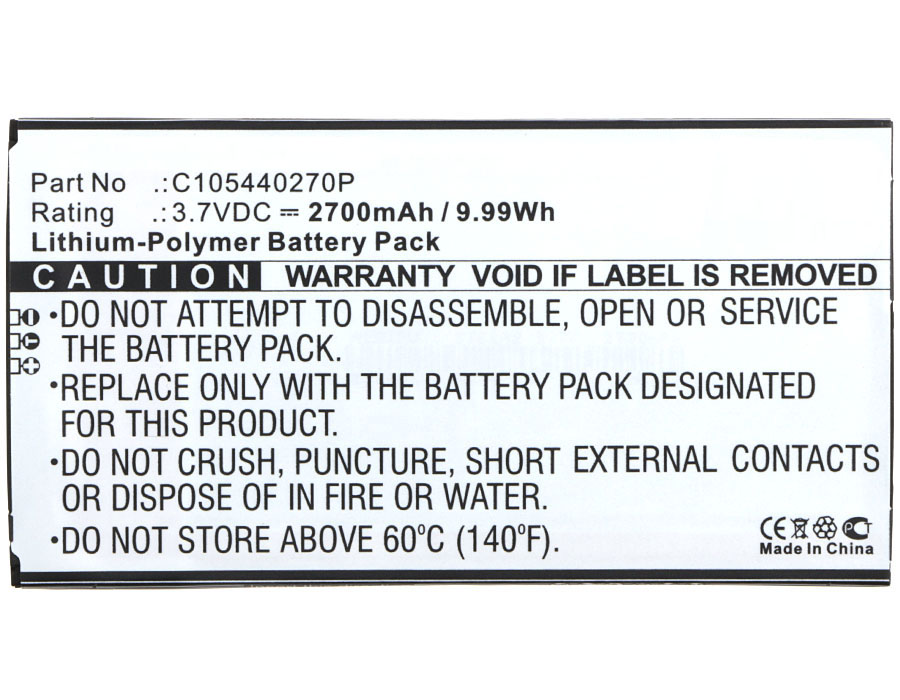 Part No .:C105440270P
Rating .:3.7VDC ⎓ 2700mAh / 9.99Wh
Lithium-Polymer Battery Pack
CAUTION WARRANTY VOID IF LABEL IS REMOVED
•DO NOT ATTEMPT TO DISASSEMBLE, OPEN OR SERVICE
THE BATTERY PACK.
•REPLACE ONLY WITH THE BATTERY PACK DESIGNATED
FOR THIS PRODUCT.
•DO NOT CRUSH, PUNCTURE, SHORT EXTERNAL CONTACTS
OR DISPOSE OF IN FIRE OR WATER.
•DO NOT STORE ABOVE 60°C (140°F).
CE PCT
Made In China